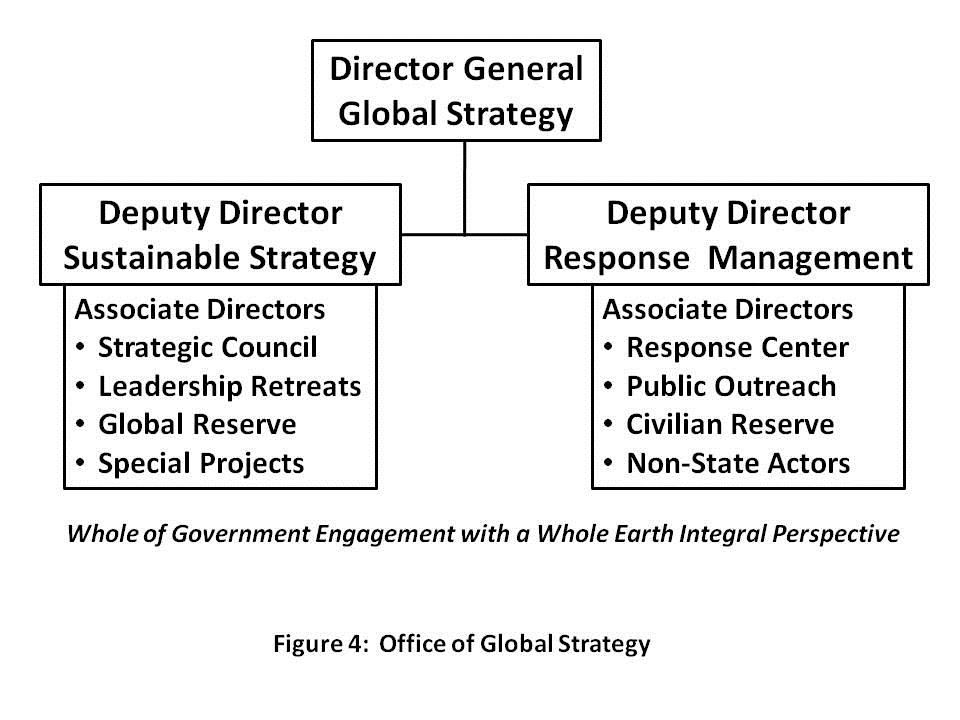 Director General
Global Strategy
Deputy Director
Sustainable Strategy
Associate Directors
• Strategic Council
• Leadership Retreats
• Global Reserve
• Special Projects
Deputy Director
Response  Management
Associate Directors
• Response Center
• Public Outreach
• Civilian Reserve
• Non-State Actors
Whole of Government Engagement with a Whole Earth Integral Perspective
Figure 4:  Office of Global Strategy